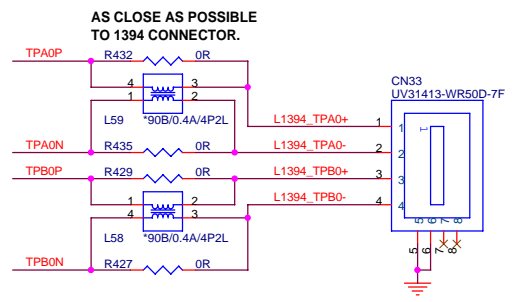 AS CLOSE AS POSSIBLE
TO 1394 CONNECTOR.
TPA0P
R432 0R
4 3
1 2
L59 *90B/0.4A/4P2L
TPA0N
R435 0R
TPB0P
R429 0R
1 2
4 3
L58 *90B/0.4A/4P2L
TPB0N
R427 0R
L1394_TPA0+
L1394_TPA0-
L1394_TPB0+
L1394_TPB0-
CN33
UV31413-WR50D-7F
1 1 1
2 2
3 3
4 4
5 6 7 8
5 6 7 8